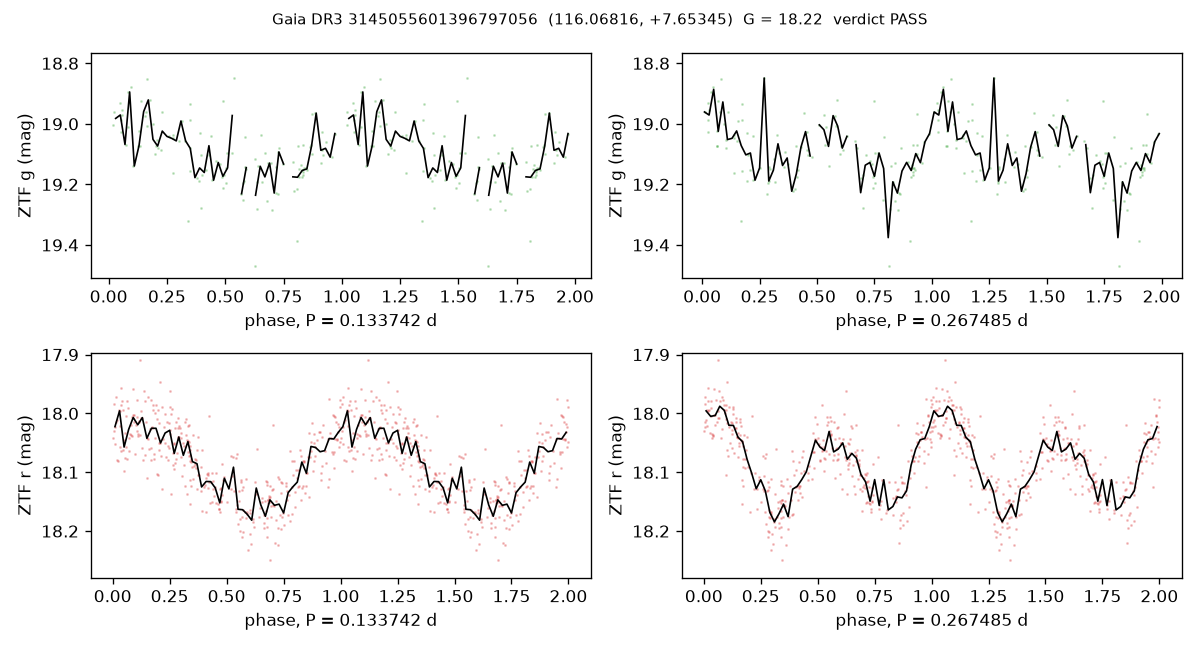 Gaia DR3 3145055601396797056  (116.06816, +7.65345)  G = 18.22  verdict PASS
ZTF g (mag)
18.8
19.0
19.2
19.4
0.00 0.25 0.50 0.75 1.00 1.25 1.50 1.75 2.00
phase, P = 0.133742 d
ZTF g (mag)
18.8
19.0
19.2
19.4
0.00 0.25 0.50 0.75 1.00 1.25 1.50 1.75 2.00
phase, P = 0.267485 d
ZTF r (mag)
17.9
18.0
18.1
18.2
0.00 0.25 0.50 0.75 1.00 1.25 1.50 1.75 2.00
phase, P = 0.133742 d
ZTF r (mag)
17.9
18.0
18.1
18.2
0.00 0.25 0.50 0.75 1.00 1.25 1.50 1.75 2.00
phase, P = 0.267485 d